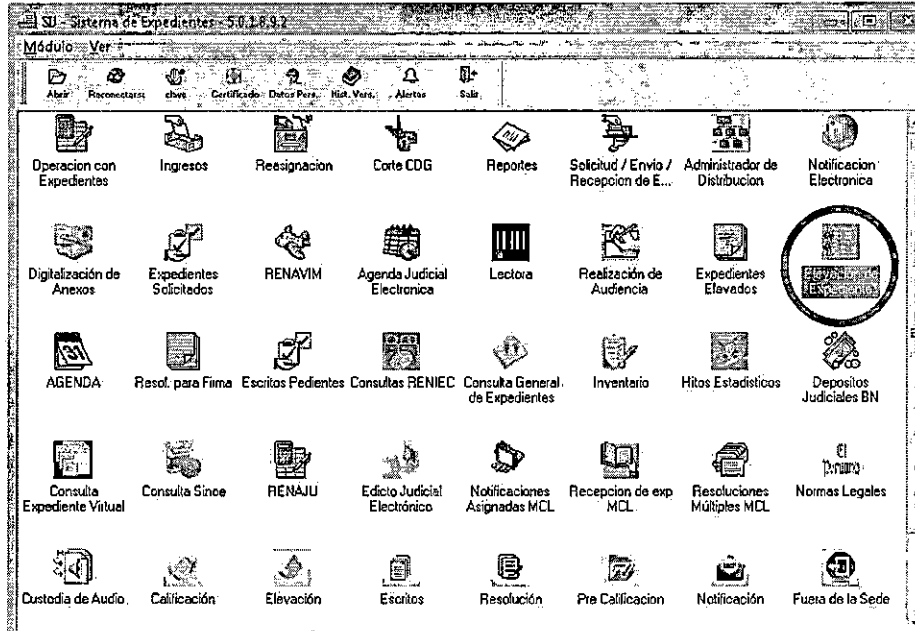 SIJ - Sistema de Expedientes - 5.0.1.8.9.2
Módulo Ver
Abrir Reconectarse clave Certificado Datos Pers. Hist. Vers. Alertas Salir
Operacion con Expedientes
Ingresos
Reesignacion
Corte CDG
Reportes
Solicitud / Envio / Recepcion de E...
Administrador de Distribucion
Notificacion Electronica
Digitalización de Anexos
Expedientes Solicitados
RENAVIM
Agenda Judicial Electronica
Lectora
Realización de Audiencia
Expedientes Elevados
AGENDA
Resol. para Firma
Escritos Pedientes
Consultas RENIEC
Consulta General de Expedientes
Inventario
Hitos Estadisticos
Depositos Judiciales BN
Consulta Expediente Virtual
Consulta Sinoe
RENAJU
Edicto Judicial Electrónico
Notificaciones Asignadas MCL
Recepcion de exp MCL
Resoluciones Múltiples MCL
El Peruano
Normas Legales
Custodia de Audio
Calificación
Elevación
Escritos
Resolución
Pre Calificacion
Notificación
Fuera de la Sede